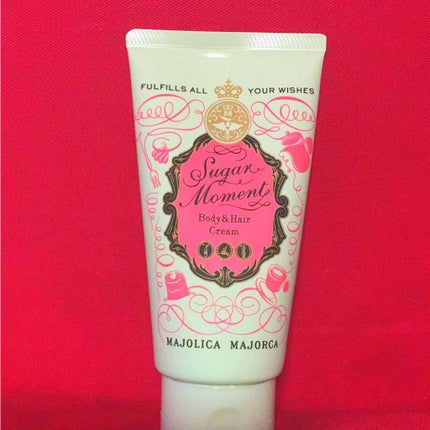 FULFILLS ALL YOUR WISHES
M
Sugar
Moment
Body & Hair
Cream
MAJOLICA MAJORCA